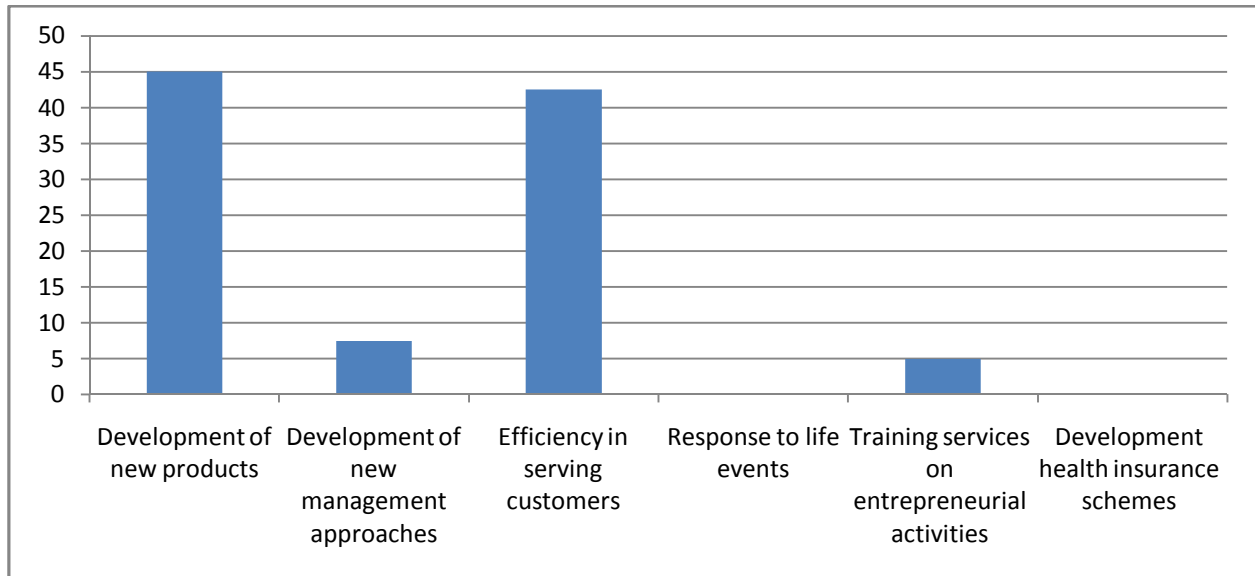 50
45
40
35
30
25
20
15
10
5
0
Development of
new products
Development of
new
management
approaches
Efficiency in
serving
customers
Response to life
events
Training services
on
entrepreneurial
activities
Development
health insurance
schemes